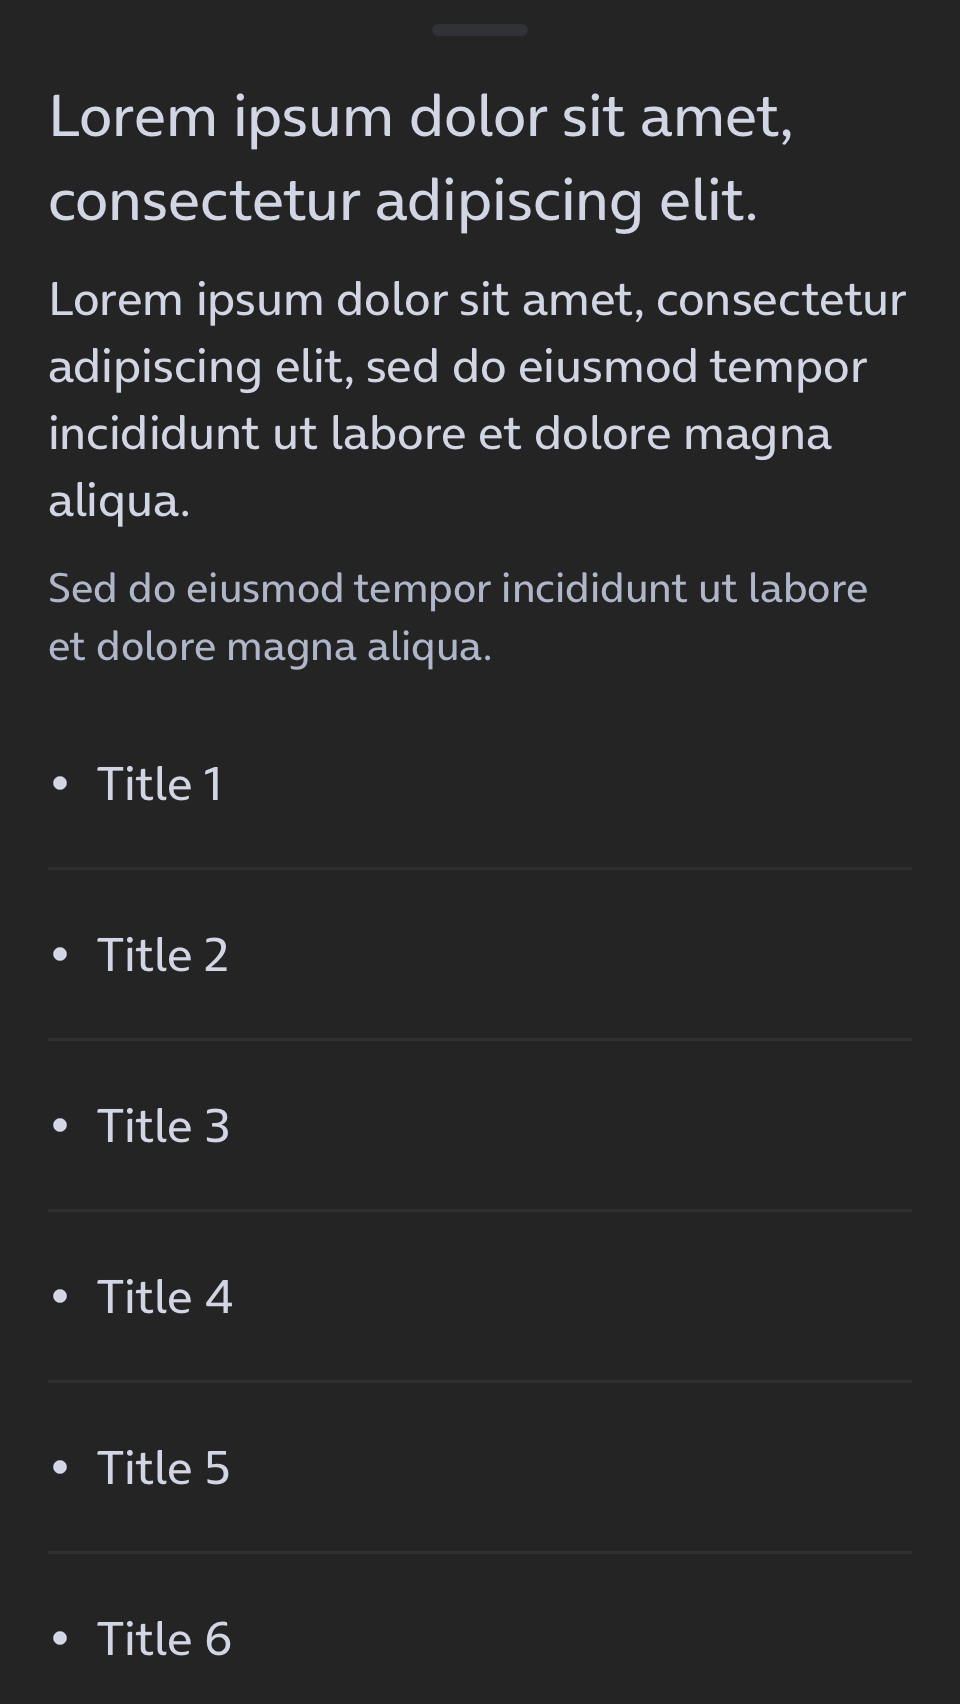 Lorem ipsum dolor sit amet,
consectetur adipiscing elit.
Lorem ipsum dolor sit amet, consectetur
adipiscing elit, sed do eiusmod tempor
incididunt ut labore et dolore magna
aliqua.
Sed do eiusmod tempor incididunt ut labore
et dolore magna aliqua.
• Title 1
• Title 2
• Title 3
• Title 4
• Title 5
• Title 6